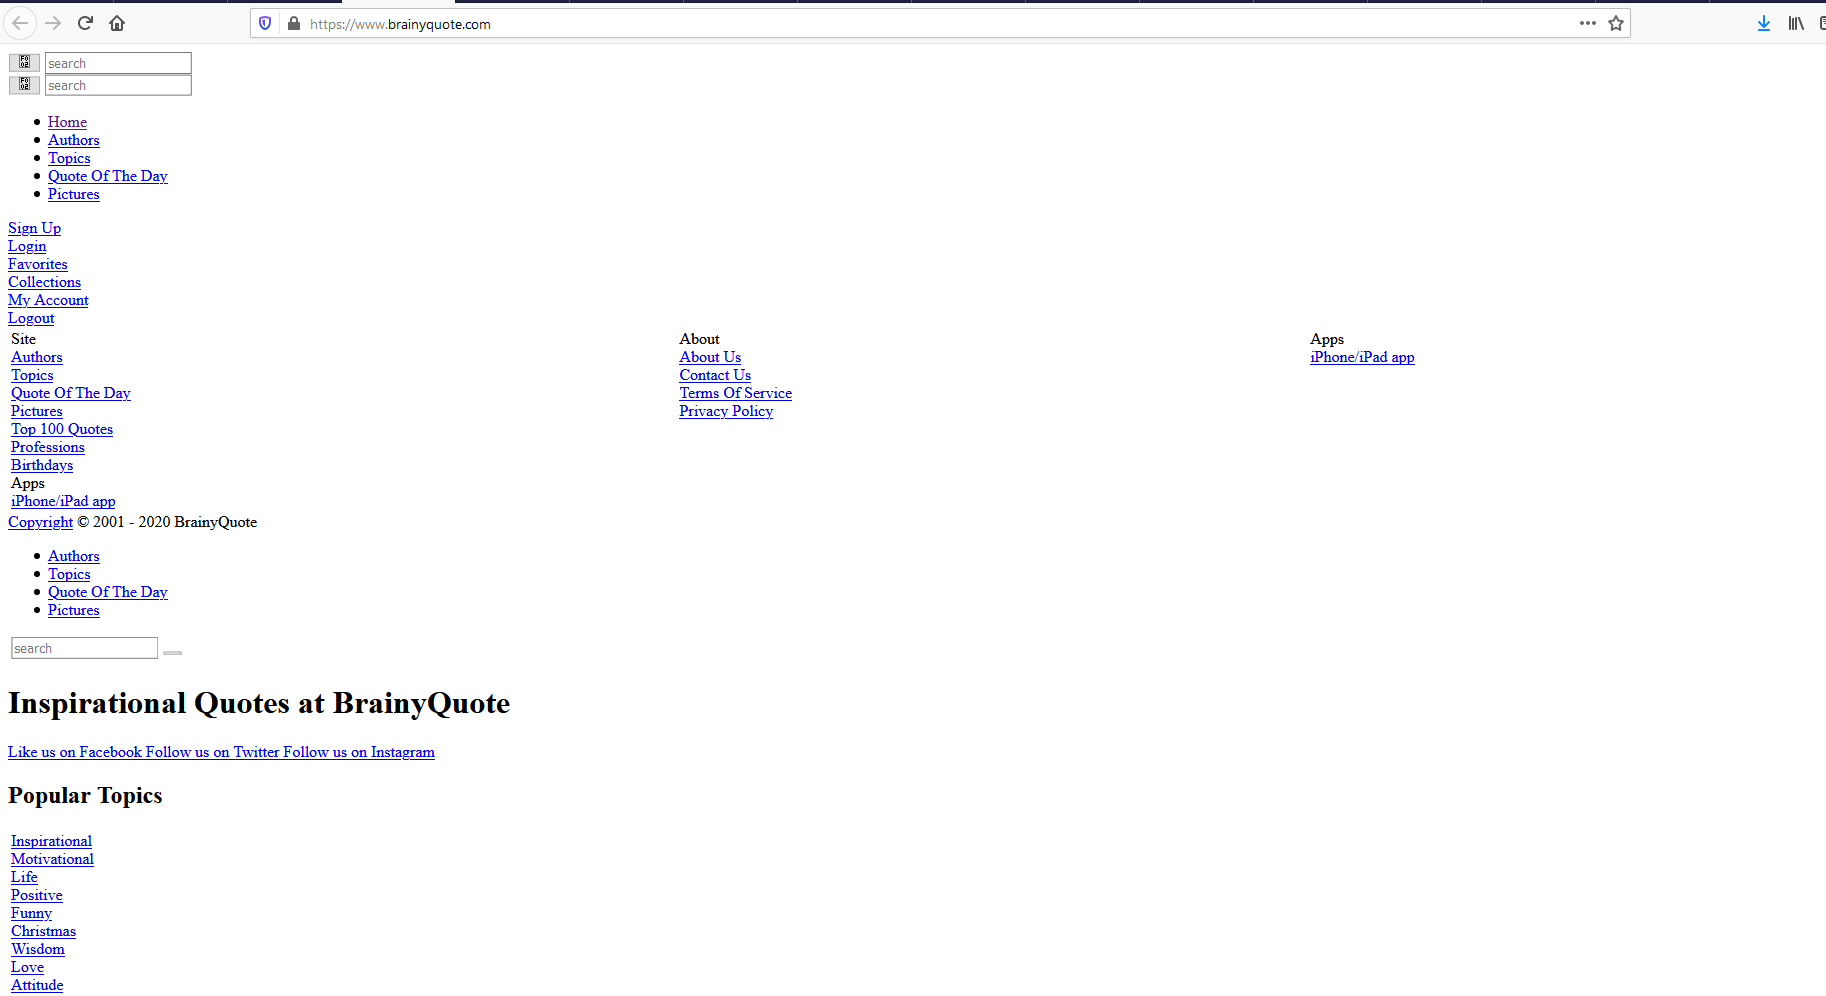 https://www.brainyquote.com
F0 02 search
F0 02 search
Home
Authors
Topics
Quote Of The Day
Pictures
Sign Up
Login
Favorites
Collections
My Account
Logout
Site
Authors
Topics
Quote Of The Day
Pictures
Top 100 Quotes
Professions
Birthdays
Apps
iPhone/iPad app
About
About Us
Contact Us
Terms Of Service
Privacy Policy
Apps
iPhone/iPad app
Copyright © 2001 - 2020 BrainyQuote
Authors
Topics
Quote Of The Day
Pictures
search
Inspirational Quotes at BrainyQuote
Like us on Facebook Follow us on Twitter Follow us on Instagram
Popular Topics
Inspirational
Motivational
Life
Positive
Funny
Christmas
Wisdom
Love
Attitude